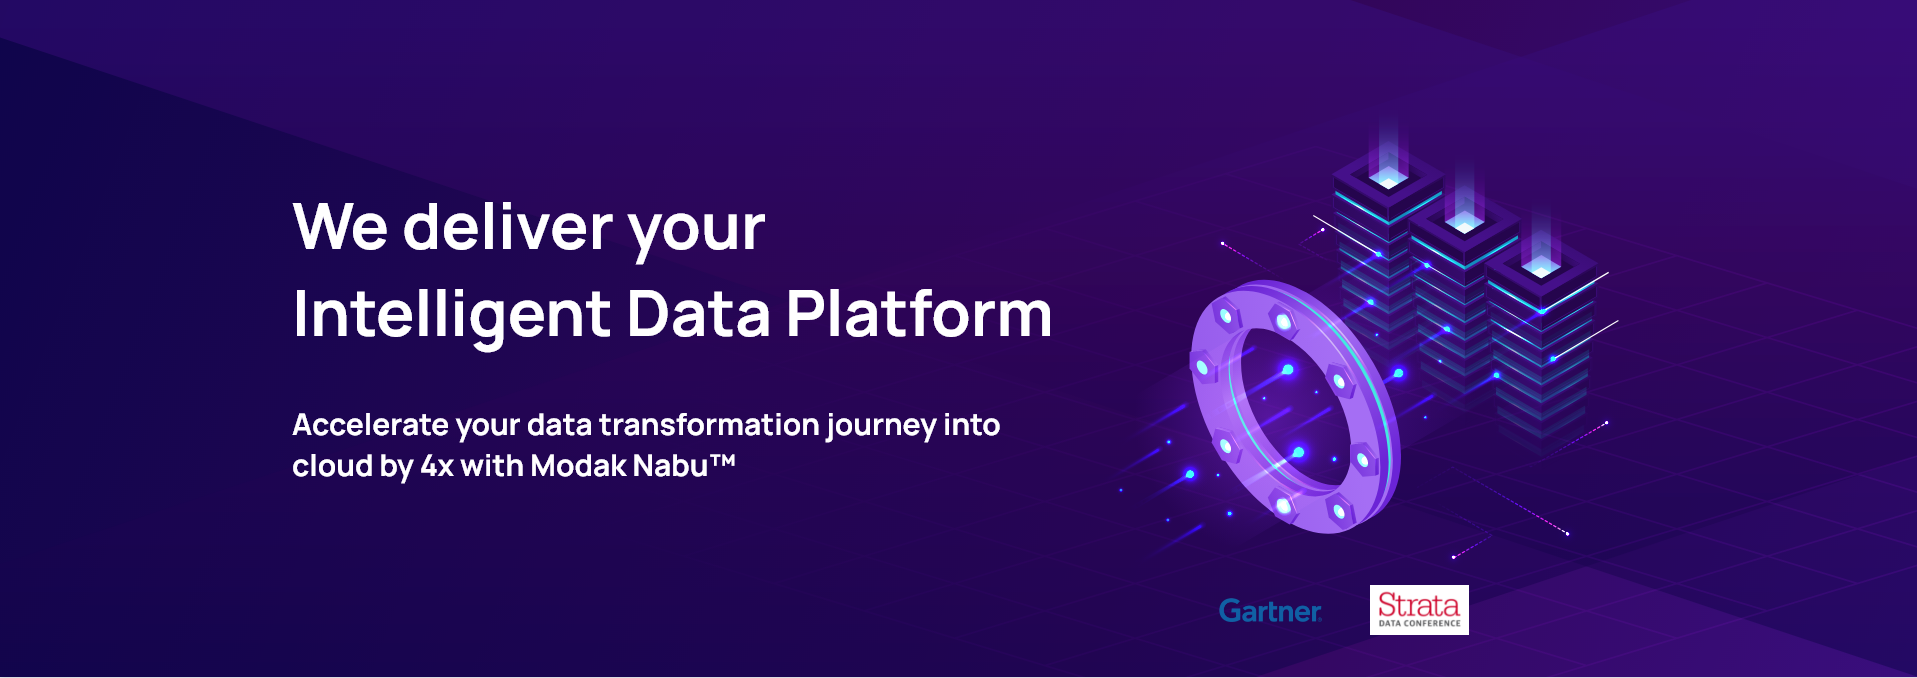 We deliver your
Intelligent Data Platform
Accelerate your data transformation journey into
cloud by 4x with Modak Nabu™
Gartner®
Strata
DATA CONFERENCE